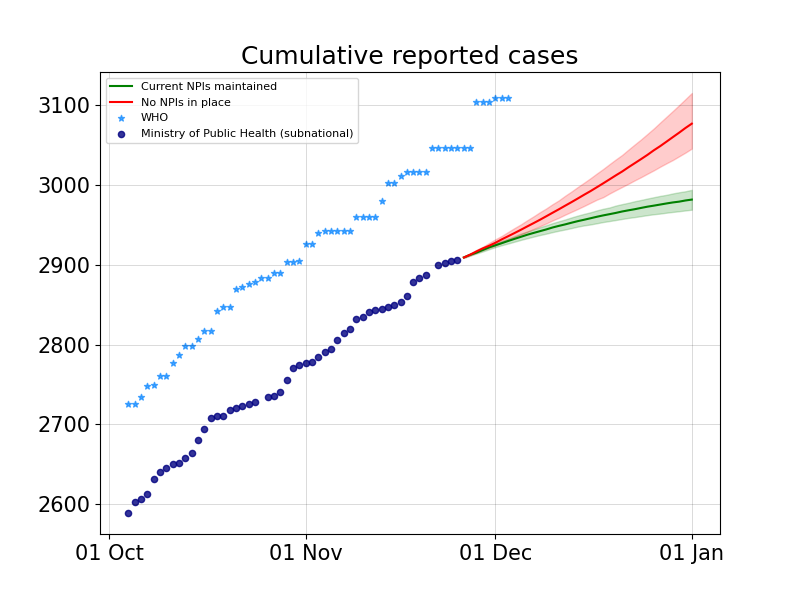 Cumulative reported cases
Current NPIs maintained
No NPIs in place
WHO
Ministry of Public Health (subnational)
3100
3000
2900
2800
2700
2600
01 Oct
01 Nov
01 Dec
01 Jan